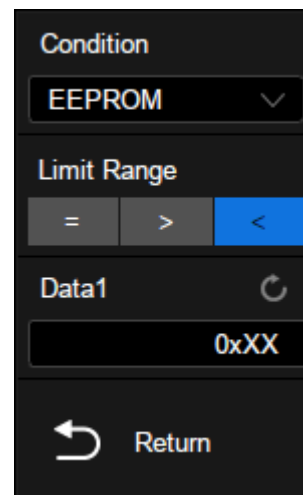 Condition
EEPROM
Limit Range
= > <
Data1
0xXX
Return